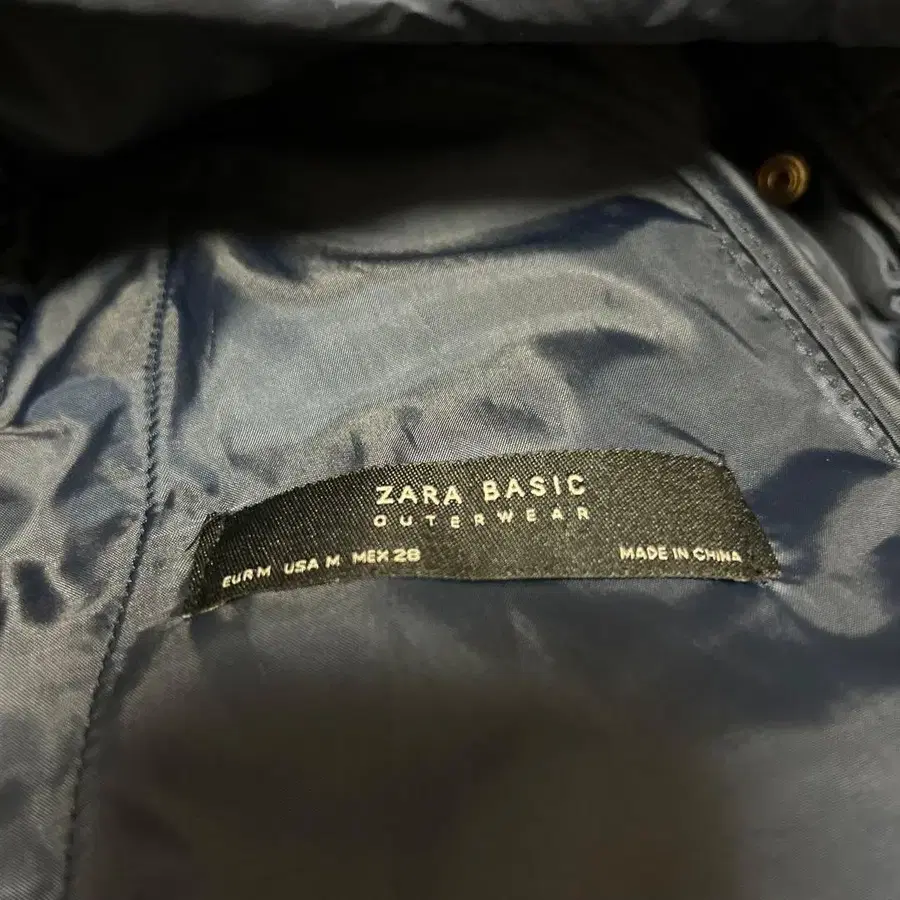 ZARA BASIC
OUTERWEAR
EUR M USA M MEX 28 MADE IN CHINA